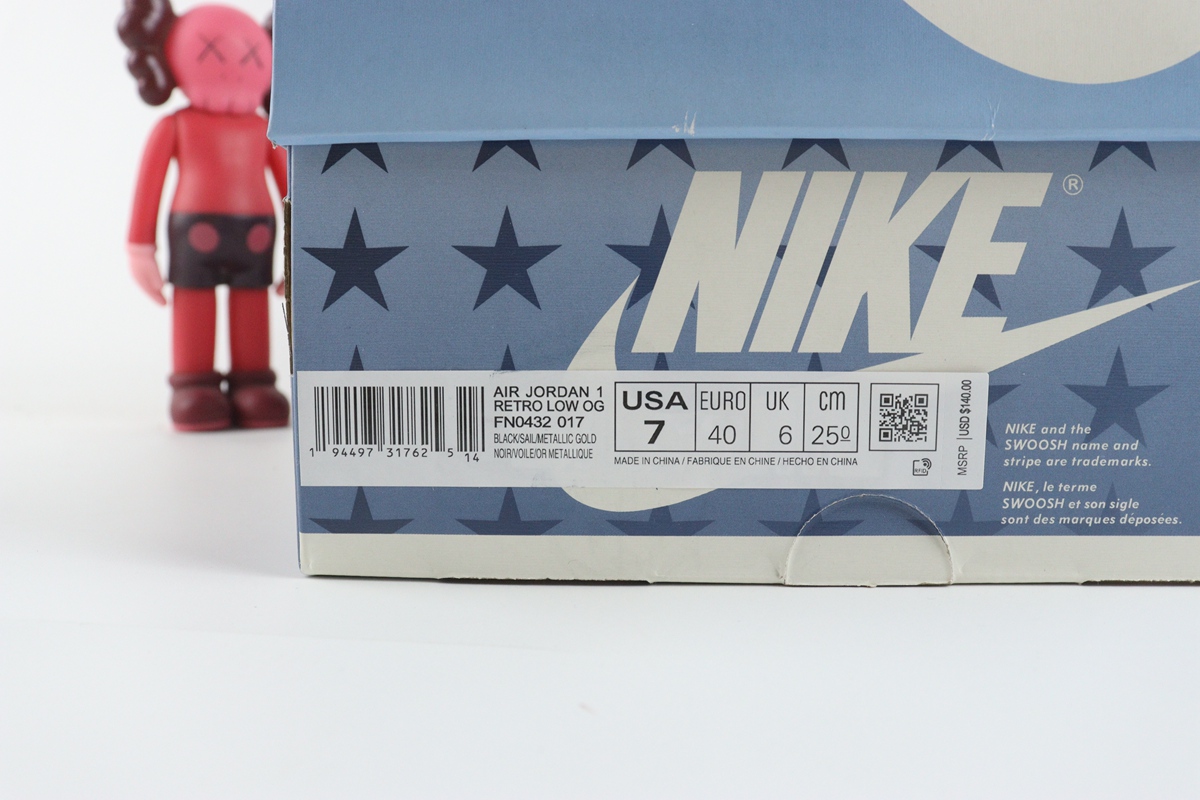 NIKE®
AIR JORDAN 1
RETRO LOW OG
FN0432 017
BLACK/SAIL/METALLIC GOLD
NOIR/VOILE/OR METALLIQUE
1 94497 31762 5 14
USA EURO UK cm
7 40 6 250
MADE IN CHINA / FABRIQUE EN CHINE / HECHO EN CHINA
RFID
MSRP USD $140.00
NIKE and the
SWOOSH name and
stripe are trademarks.
NIKE, le terme
SWOOSH et son sigle
sont des marques déposées.